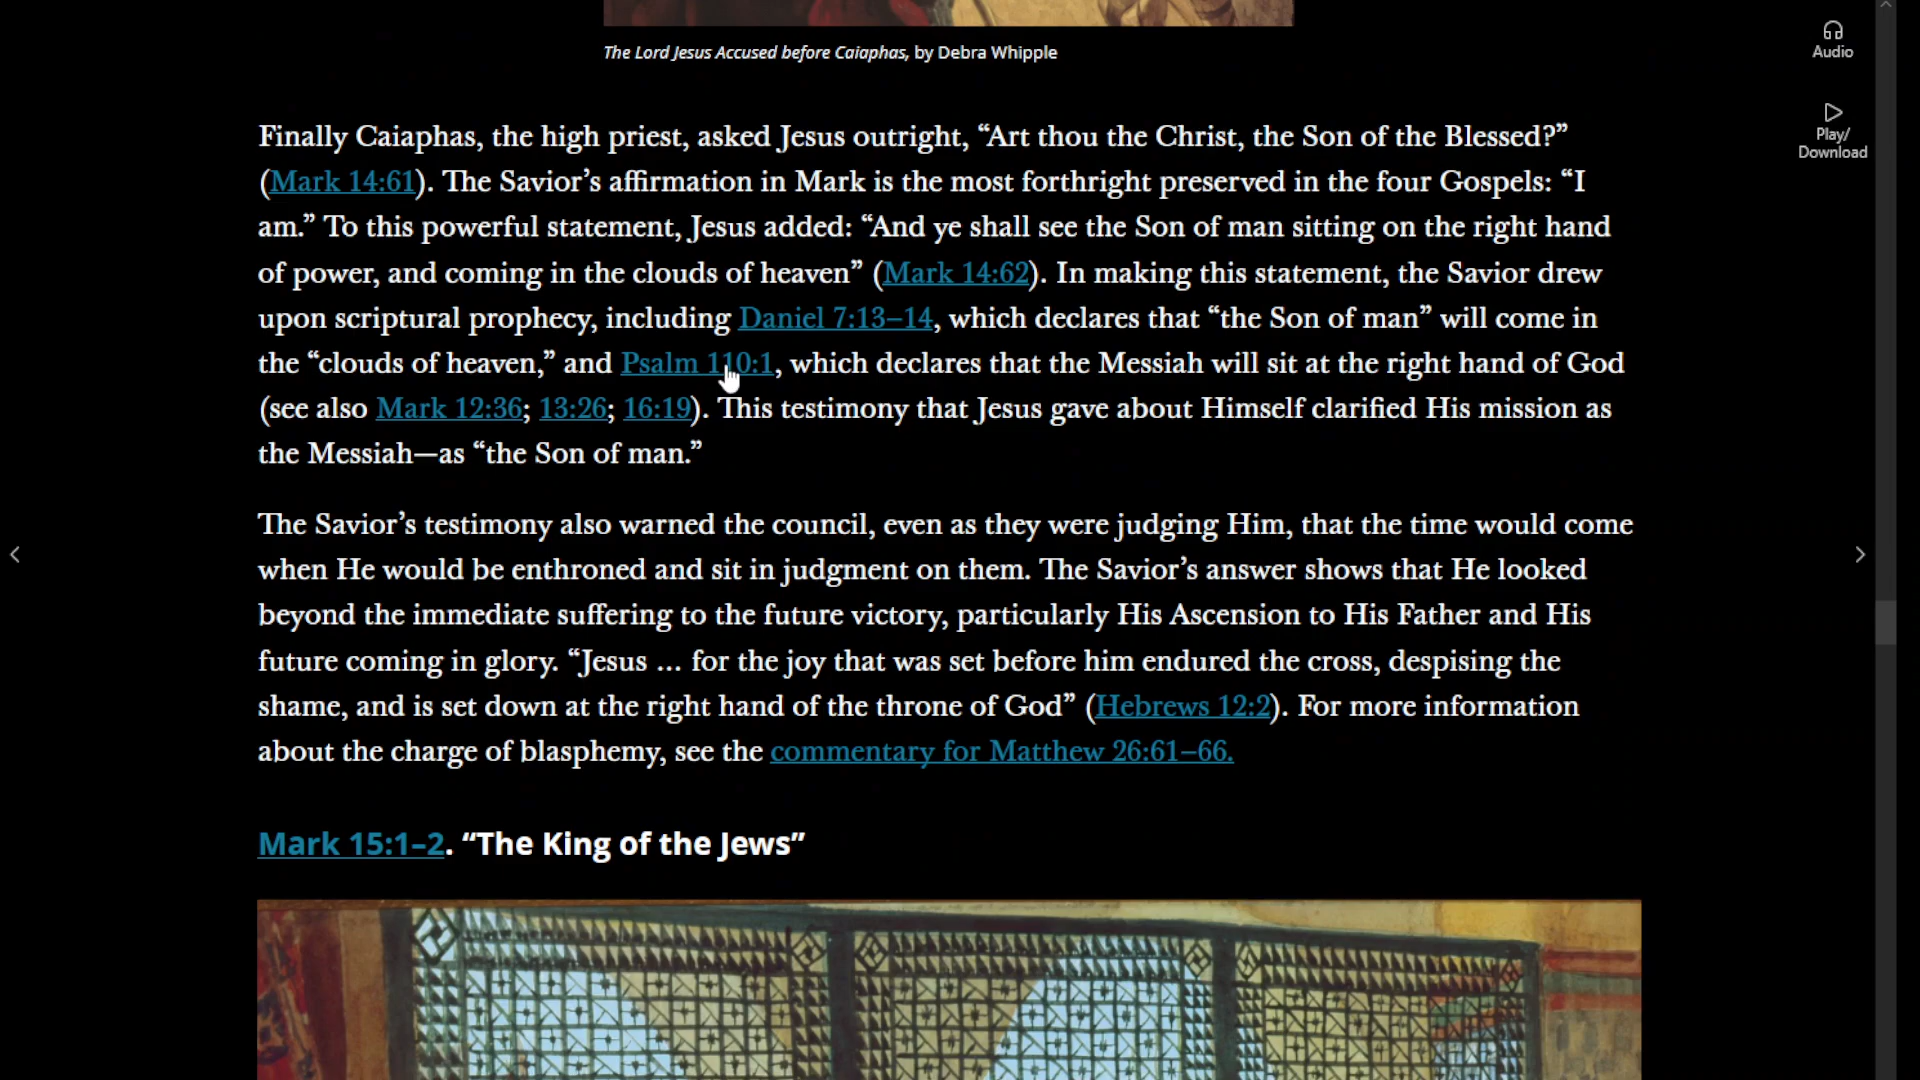 The Lord Jesus Accused before Caiaphas, by Debra Whipple
Audio
Play/
Download
Finally Caiaphas, the high priest, asked Jesus outright, “Art thou the Christ, the Son of the Blessed?”
(Mark 14:61). The Savior’s affirmation in Mark is the most forthright preserved in the four Gospels: “I
am.” To this powerful statement, Jesus added: “And ye shall see the Son of man sitting on the right hand
of power, and coming in the clouds of heaven” (Mark 14:62). In making this statement, the Savior drew
upon scriptural prophecy, including Daniel 7:13–14, which declares that “the Son of man” will come in
the “clouds of heaven,” and Psalm 110:1, which declares that the Messiah will sit at the right hand of God
(see also Mark 12:36; 13:26; 16:19). This testimony that Jesus gave about Himself clarified His mission as
the Messiah—as “the Son of man.”
The Savior’s testimony also warned the council, even as they were judging Him, that the time would come
when He would be enthroned and sit in judgment on them. The Savior’s answer shows that He looked
beyond the immediate suffering to the future victory, particularly His Ascension to His Father and His
future coming in glory. “Jesus … for the joy that was set before him endured the cross, despising the
shame, and is set down at the right hand of the throne of God” (Hebrews 12:2). For more information
about the charge of blasphemy, see the commentary for Matthew 26:61–66.
Mark 15:1–2. “The King of the Jews”